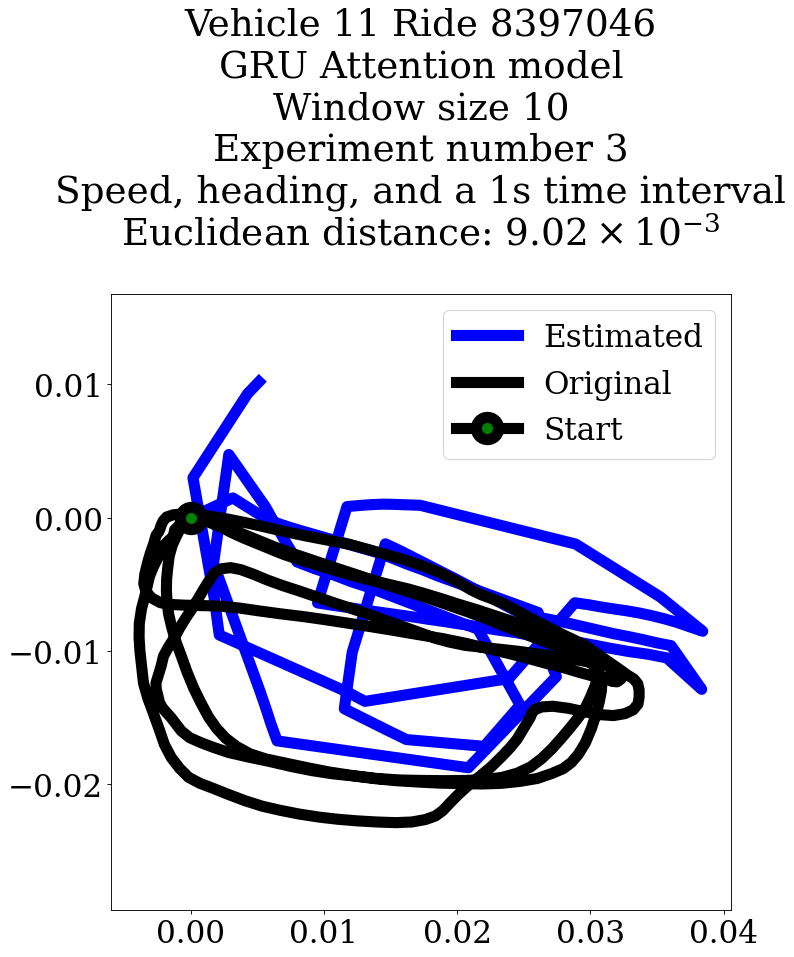 Vehicle 11 Ride 8397046
GRU Attention model
Window size 10
Experiment number 3
Speed, heading, and a 1s time interval
Euclidean distance: 9.02 × 10⁻³
Estimated
Original
Start
0.01
0.00
−0.01
−0.02
0.00 0.01 0.02 0.03 0.04